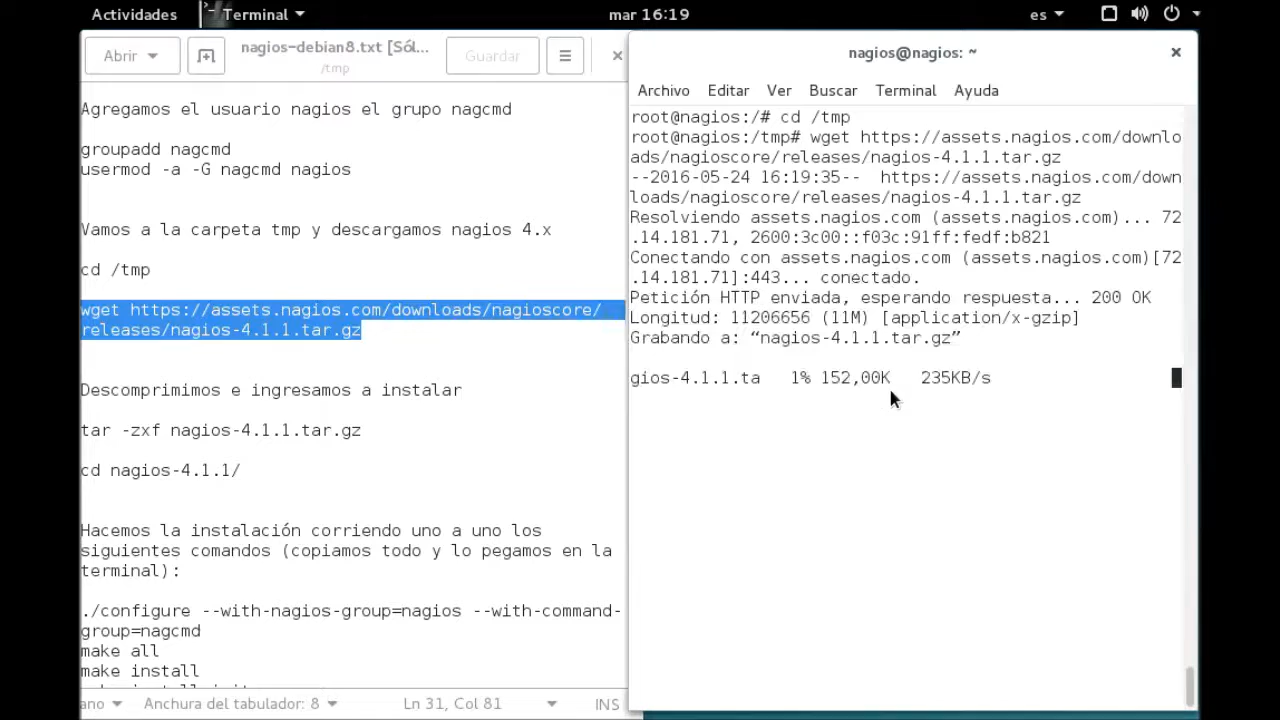 Actividades
Terminal
mar 16:19
es
Abrir
nagios-debian8.txt [Sól...
/tmp
Guardar
Agregamos el usuario nagios el grupo nagcmd
groupadd nagcmd
usermod -a -G nagcmd nagios
Vamos a la carpeta tmp y descargamos nagios 4.x
cd /tmp
wget https://assets.nagios.com/downloads/nagioscore/
releases/nagios-4.1.1.tar.gz
Descomprimimos e ingresamos a instalar
tar -zxf nagios-4.1.1.tar.gz
cd nagios-4.1.1/
Hacemos la instalación corriendo uno a uno los
siguientes comandos (copiamos todo y lo pegamos en la
terminal):
./configure --with-nagios-group=nagios --with-command-
group=nagcmd
make all
make install
ano
Anchura del tabulador: 8
Ln 31, Col 81
INS
nagios@nagios: ~
Archivo Editar Ver Buscar Terminal Ayuda
root@nagios:/# cd /tmp
root@nagios:/tmp# wget https://assets.nagios.com/downlo
ads/nagioscore/releases/nagios-4.1.1.tar.gz
--2016-05-24 16:19:35-- https://assets.nagios.com/down
loads/nagioscore/releases/nagios-4.1.1.tar.gz
Resolviendo assets.nagios.com (assets.nagios.com)... 72
.14.181.71, 2600:3c00::f03c:91ff:fedf:b821
Conectando con assets.nagios.com (assets.nagios.com)[72
.14.181.71]:443... conectado.
Petición HTTP enviada, esperando respuesta... 200 OK
Longitud: 11206656 (11M) [application/x-gzip]
Grabando a: “nagios-4.1.1.tar.gz”
gios-4.1.1.ta 1% 152,00K 235KB/s